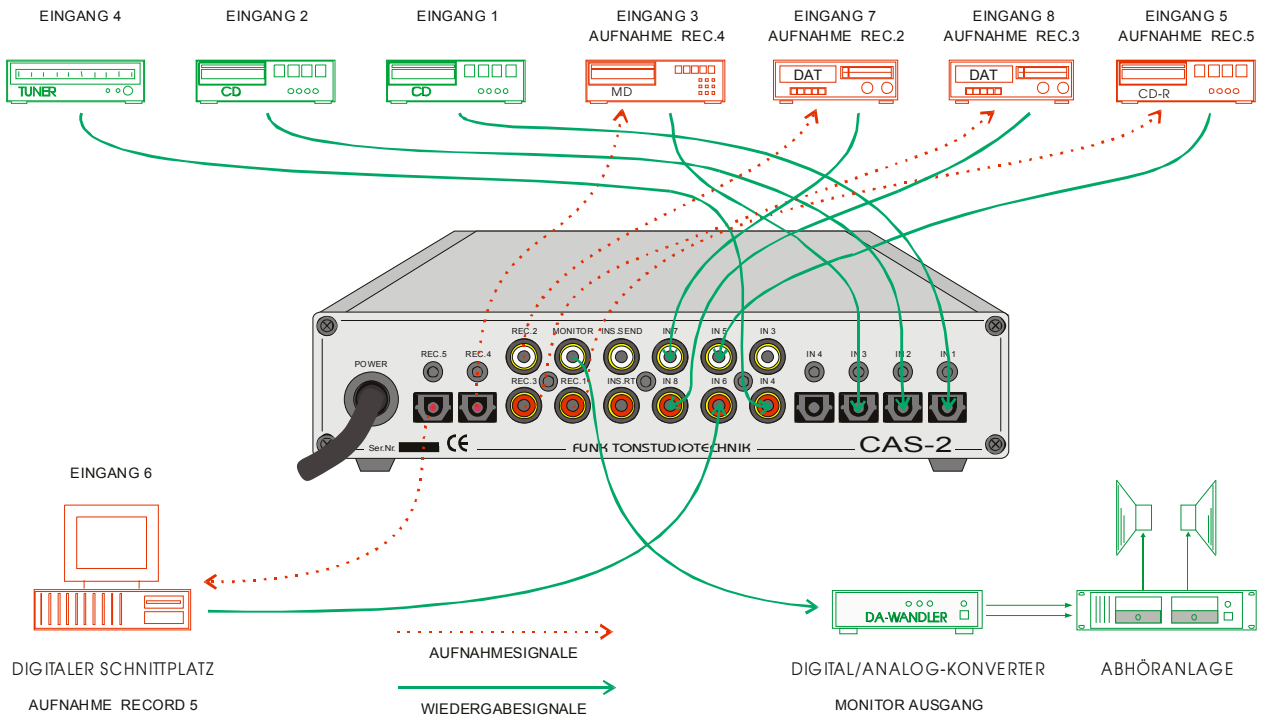 EINGANG 4
EINGANG 2
EINGANG 1
EINGANG 3
AUFNAHME REC.4
EINGANG 7
AUFNAHME REC.2
EINGANG 8
AUFNAHME REC.3
EINGANG 5
AUFNAHME REC.5
TUNER
CD
CD
MD
DAT
DAT
CD-R
POWER
REC.5
REC.4
REC.2
MONITOR
INS.SEND
IN 7
IN 5
IN 3
IN 4
IN 3
IN 2
IN 1
REC.3
REC.1
INS.RT
IN 8
IN 6
IN 4
Ser.Nr.
CE
FUNK TONSTUDIOTECHNIK
CAS-2
EINGANG 6
DIGITALER SCHNITTPLATZ
AUFNAHME RECORD 5
AUFNAHMESIGNALE
WIEDERGABESIGNALE
DA-WANDLER
DIGITAL/ANALOG-KONVERTER
MONITOR AUSGANG
ABHÖRANLAGE